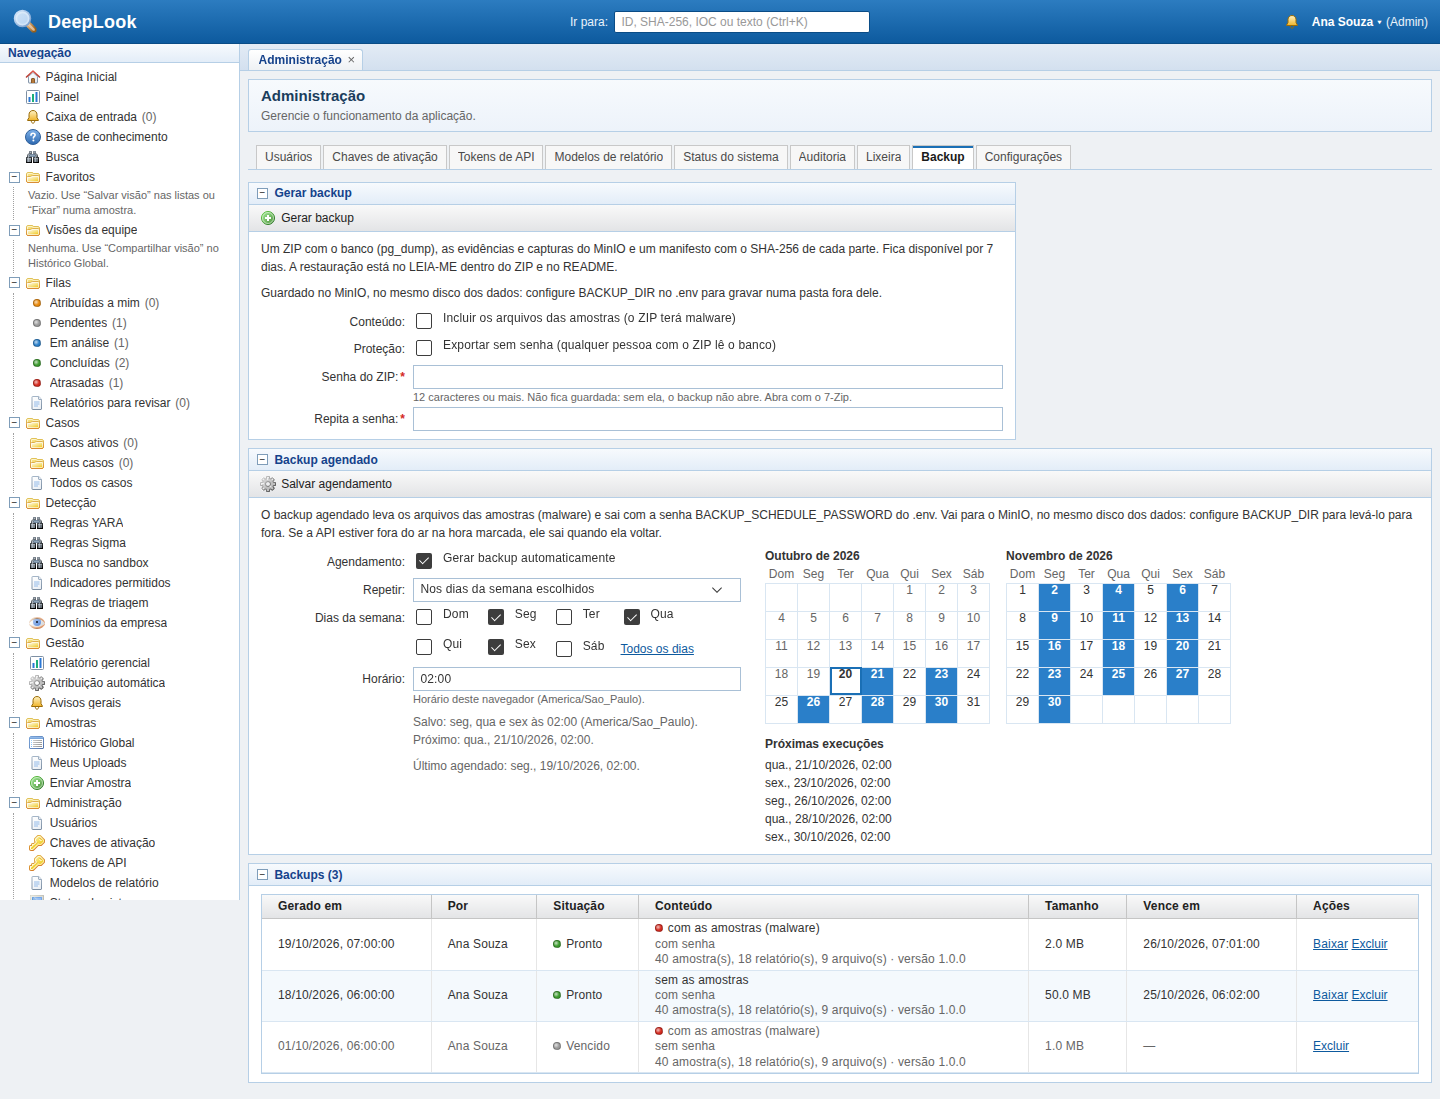 DeepLook
Ir para: ID, SHA-256, IOC ou texto (Ctrl+K)
Ana Souza (Admin)
Navegação
Página Inicial
Painel
Caixa de entrada (0)
Base de conhecimento
Busca
Favoritos
Vazio. Use “Salvar visão” nas listas ou
“Fixar” numa amostra.
Visões da equipe
Nenhuma. Use “Compartilhar visão” no
Histórico Global.
Filas
Atribuídas a mim (0)
Pendentes (1)
Em análise (1)
Concluídas (2)
Atrasadas (1)
Relatórios para revisar (0)
Casos
Casos ativos (0)
Meus casos (0)
Todos os casos
Detecção
Regras YARA
Regras Sigma
Busca no sandbox
Indicadores permitidos
Regras de triagem
Domínios da empresa
Gestão
Relatório gerencial
Atribuição automática
Avisos gerais
Amostras
Histórico Global
Meus Uploads
Enviar Amostra
Administração
Usuários
Chaves de ativação
Tokens de API
Modelos de relatório
Administração ×
Administração
Gerencie o funcionamento da aplicação.
Usuários Chaves de ativação Tokens de API Modelos de relatório Status do sistema Auditoria Lixeira Backup Configurações
Gerar backup
Gerar backup
Um ZIP com o banco (pg_dump), as evidências e capturas do MinIO e um manifesto com o SHA-256 de cada parte. Fica disponível por 7
dias. A restauração está no LEIA-ME dentro do ZIP e no README.
Guardado no MinIO, no mesmo disco dos dados: configure BACKUP_DIR no .env para gravar numa pasta fora dele.
Conteúdo: Incluir os arquivos das amostras (o ZIP terá malware)
Proteção: Exportar sem senha (qualquer pessoa com o ZIP lê o banco)
Senha do ZIP:*
12 caracteres ou mais. Não fica guardada: sem ela, o backup não abre. Abra com o 7-Zip.
Repita a senha:*
Backup agendado
Salvar agendamento
O backup agendado leva os arquivos das amostras (malware) e sai com a senha BACKUP_SCHEDULE_PASSWORD do .env. Vai para o MinIO, no mesmo disco dos dados: configure BACKUP_DIR para levá-lo para
fora. Se a API estiver fora do ar na hora marcada, ele sai quando ela voltar.
Agendamento: Gerar backup automaticamente
Repetir: Nos dias da semana escolhidos
Dias da semana: Dom Seg Ter Qua
Qui Sex Sáb Todos os dias
Horário: 02:00
Horário deste navegador (America/Sao_Paulo).
Salvo: seg, qua e sex às 02:00 (America/Sao_Paulo).
Próximo: qua., 21/10/2026, 02:00.
Último agendado: seg., 19/10/2026, 02:00.
Outubro de 2026
Dom Seg Ter Qua Qui Sex Sáb
1 2 3
4 5 6 7 8 9 10
11 12 13 14 15 16 17
18 19 20 21 22 23 24
25 26 27 28 29 30 31
Novembro de 2026
Dom Seg Ter Qua Qui Sex Sáb
1 2 3 4 5 6 7
8 9 10 11 12 13 14
15 16 17 18 19 20 21
22 23 24 25 26 27 28
29 30
Próximas execuções
qua., 21/10/2026, 02:00
sex., 23/10/2026, 02:00
seg., 26/10/2026, 02:00
qua., 28/10/2026, 02:00
sex., 30/10/2026, 02:00
Backups (3)
Gerado em Por Situação Conteúdo Tamanho Vence em Ações
19/10/2026, 07:00:00 Ana Souza Pronto com as amostras (malware) 2.0 MB 26/10/2026, 07:01:00 Baixar Excluir
com senha
40 amostra(s), 18 relatório(s), 9 arquivo(s) · versão 1.0.0
18/10/2026, 06:00:00 Ana Souza Pronto sem as amostras 50.0 MB 25/10/2026, 06:02:00 Baixar Excluir
com senha
40 amostra(s), 18 relatório(s), 9 arquivo(s) · versão 1.0.0
01/10/2026, 06:00:00 Ana Souza Vencido com as amostras (malware) 1.0 MB — Excluir
sem senha
40 amostra(s), 18 relatório(s), 9 arquivo(s) · versão 1.0.0